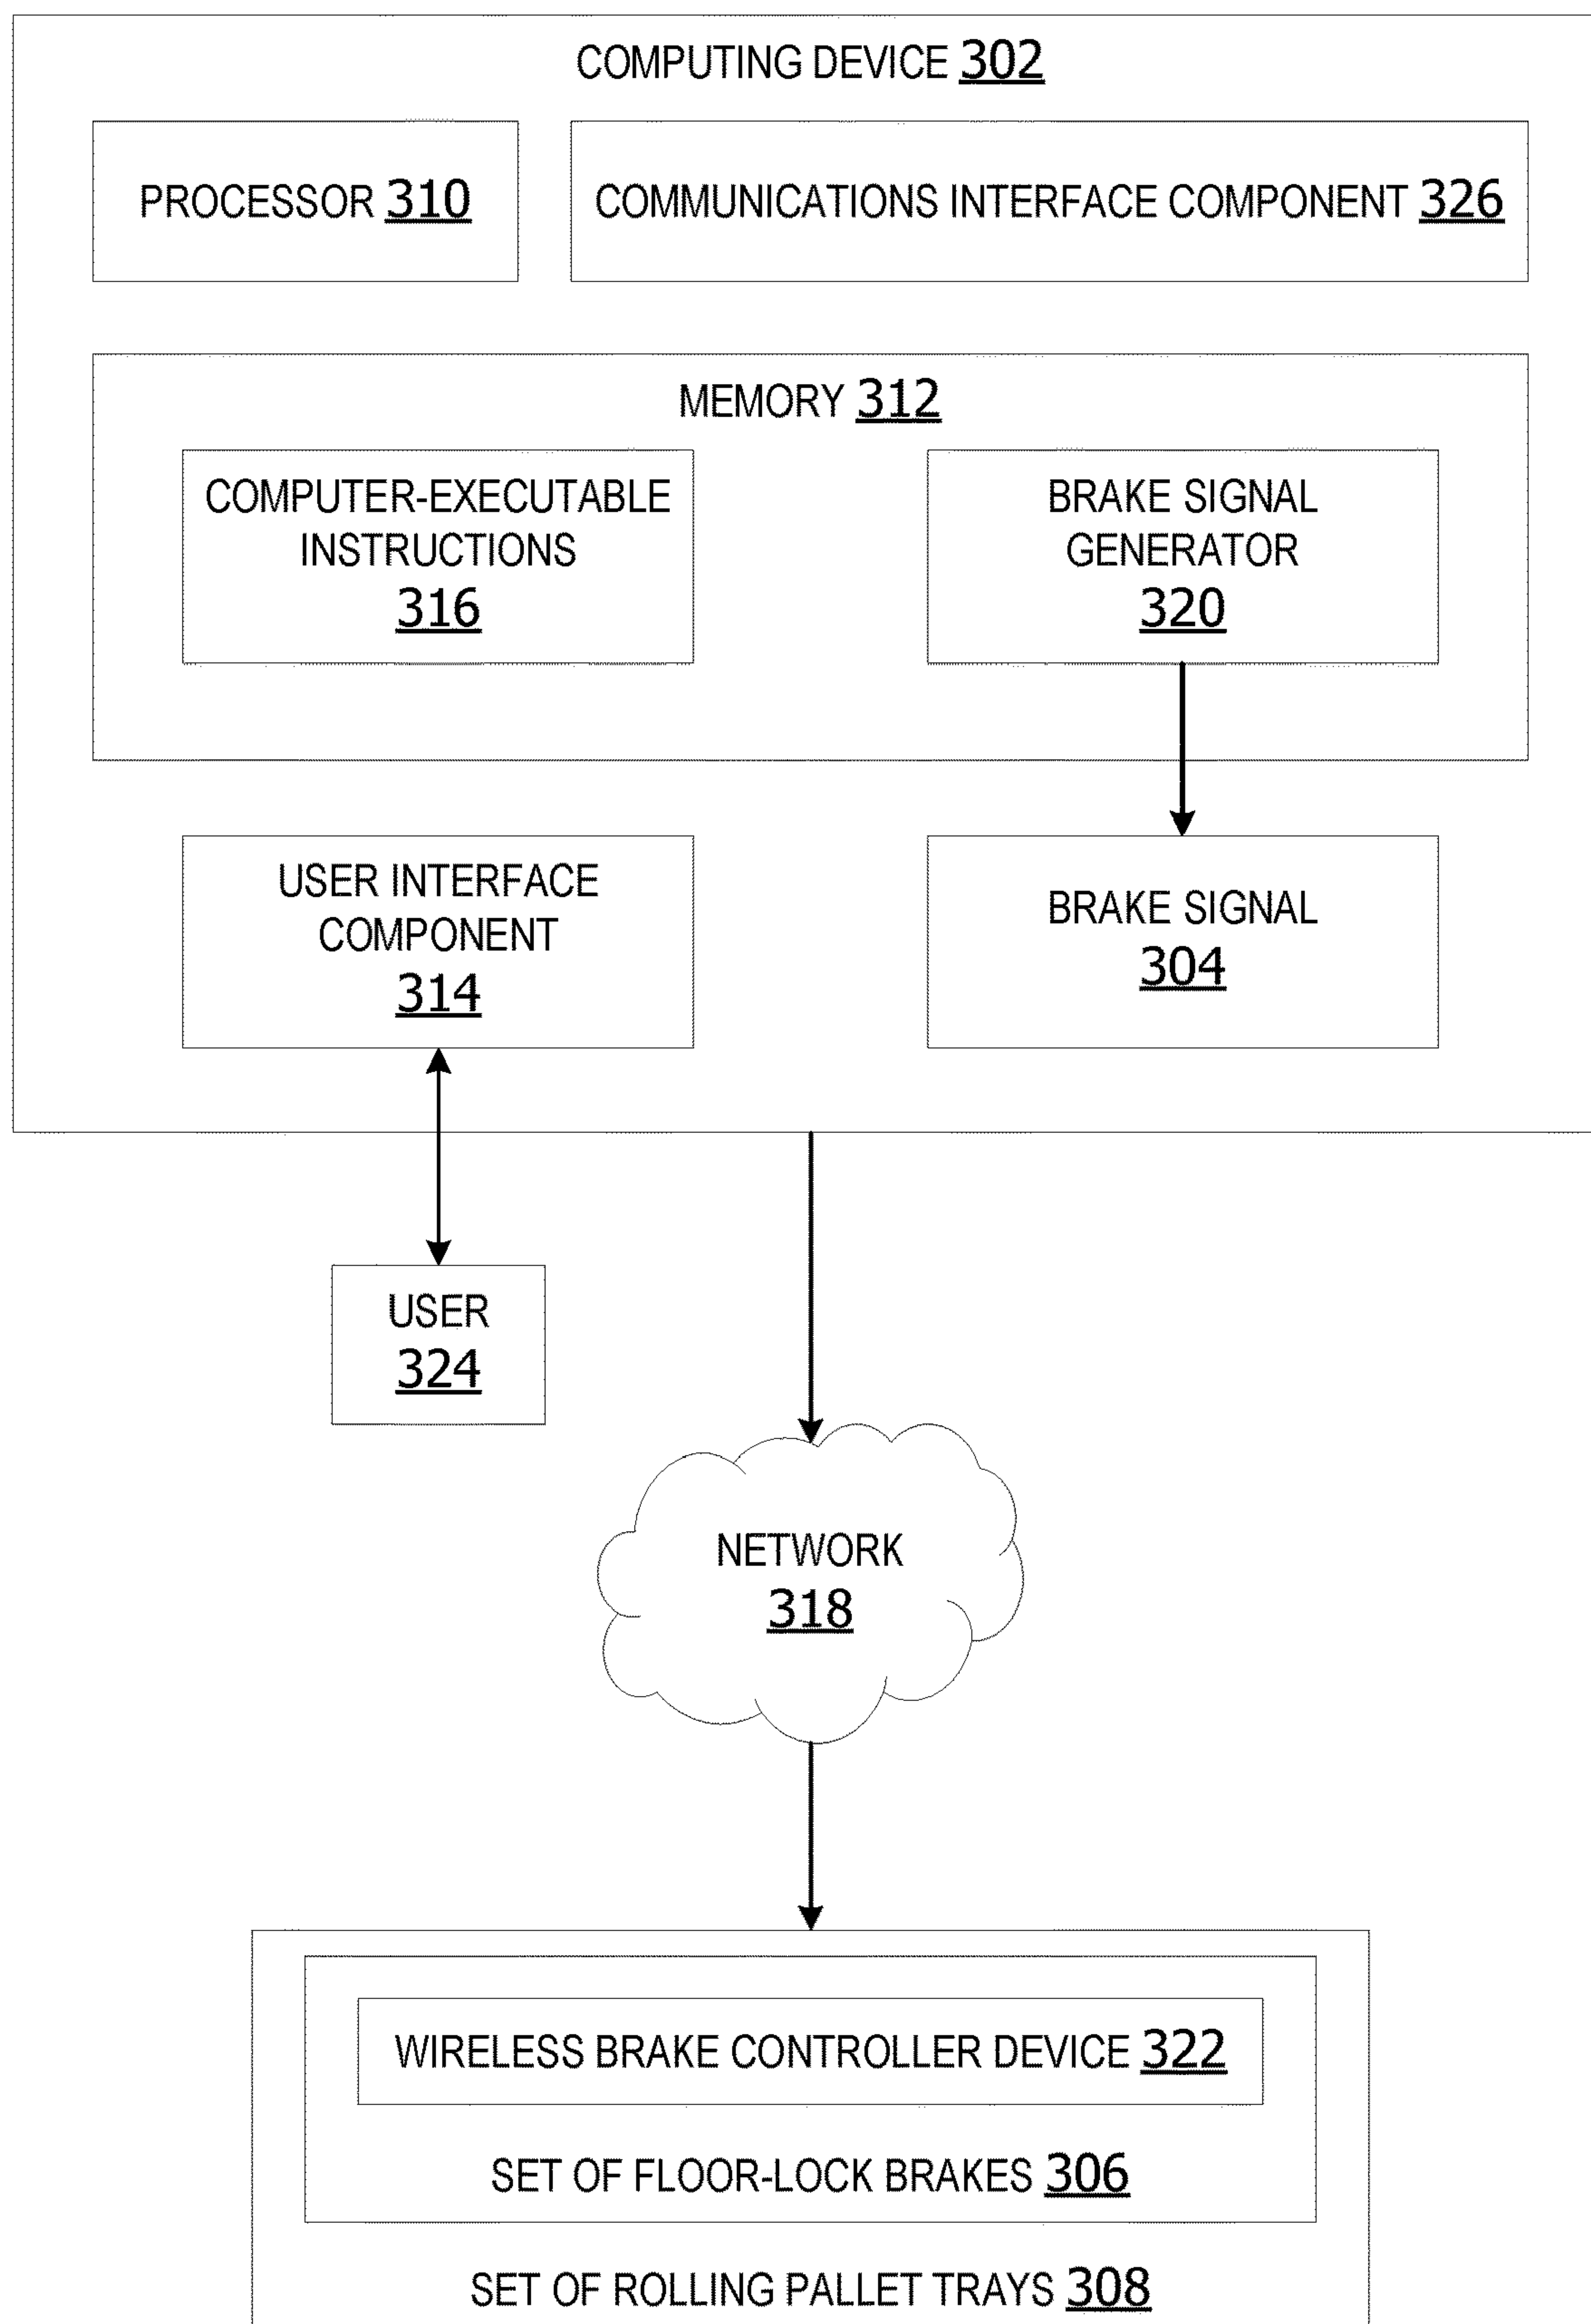 COMPUTING DEVICE 302
PROCESSOR 310
COMMUNICATIONS INTERFACE COMPONENT 326
MEMORY 312
COMPUTER-EXECUTABLE
INSTRUCTIONS
316
BRAKE SIGNAL
GENERATOR
320
USER INTERFACE
COMPONENT
314
BRAKE SIGNAL
304
USER
324
NETWORK
318
WIRELESS BRAKE CONTROLLER DEVICE 322
SET OF FLOOR-LOCK BRAKES 306
SET OF ROLLING PALLET TRAYS 308